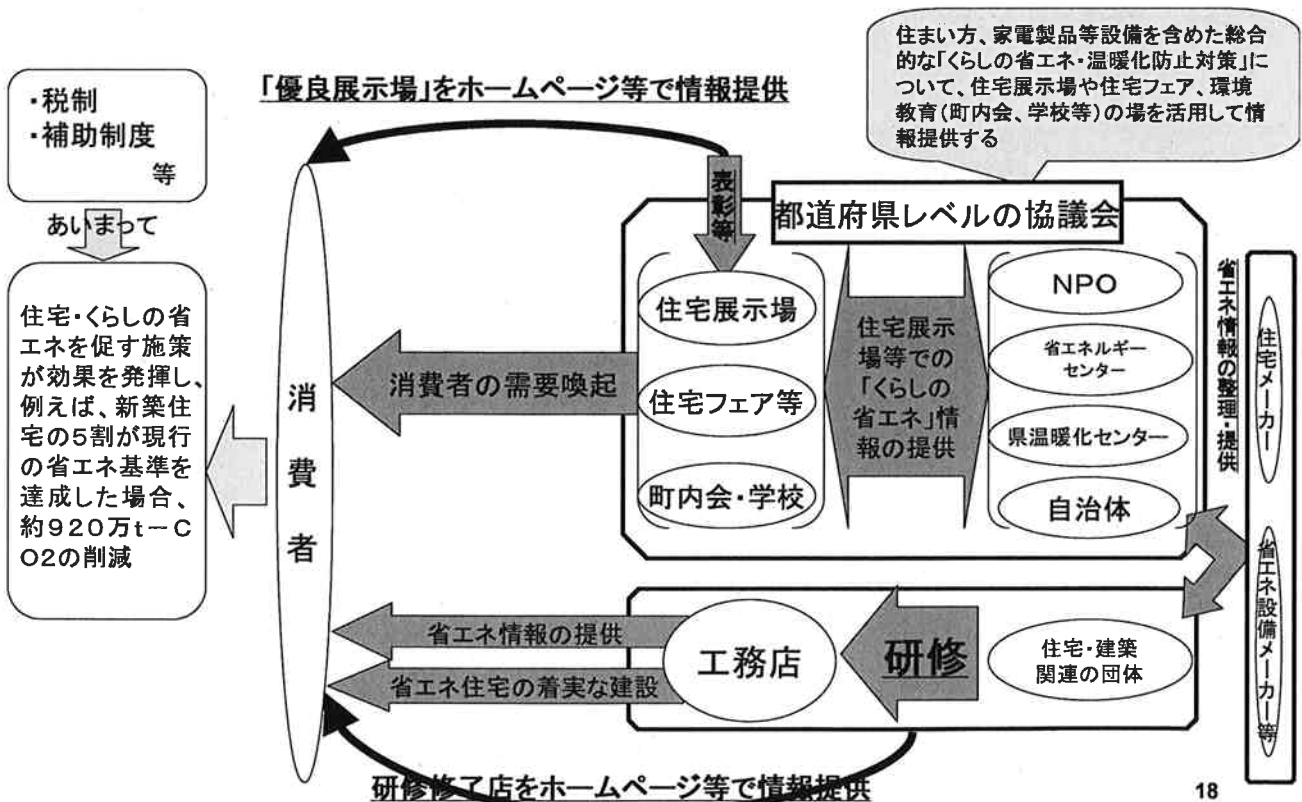 住まい方、家電製品等設備を含めた総合
的な「くらしの省エネ・温暖化防止対策」に
ついて、住宅展示場や住宅フェア、環境
教育(町内会、学校等)の場を活用して情
報提供する
「優良展示場」をホームページ等で情報提供
・税制
・補助制度
等
あいまって
住宅・くらしの省
エネを促す施策
が効果を発揮し、
例えば、新築住
宅の5割が現行
の省エネ基準を
達成した場合、
約920万t-C
O2の削減
消費者
表彰等
都道府県レベルの協議会
住宅展示場
住宅フェア等
町内会・学校
消費者の需要喚起
住宅展示
場等での
「くらしの
省エネ」情
報の提供
NPO
省エネルギー
センター
県温暖化センター
自治体
省エネ情報の整理・提供
住宅メーカー
省エネ設備メーカー等
省エネ情報の提供
省エネ住宅の着実な建設
工務店
研修
住宅・建築
関連の団体
研修修了店をホームページ等で情報提供
18